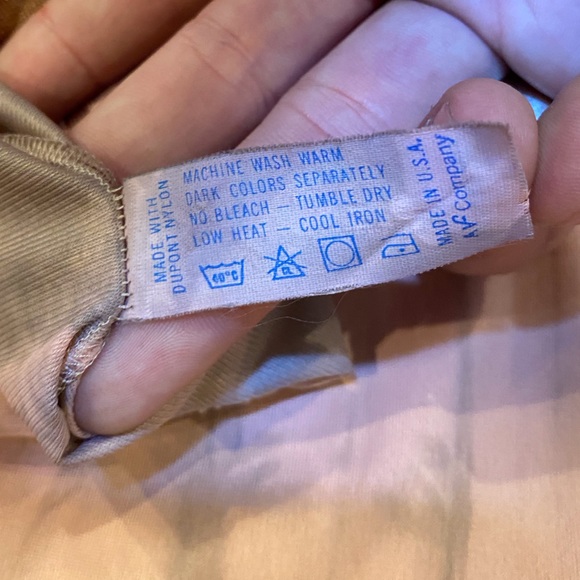 MADE WITH
DUPONT NYLON
MACHINE WASH WARM
DARK COLORS SEPARATELY
NO BLEACH — TUMBLE DRY
LOW HEAT — COOL IRON
40°C
CL
MADE IN U.S.A.
A VF Company